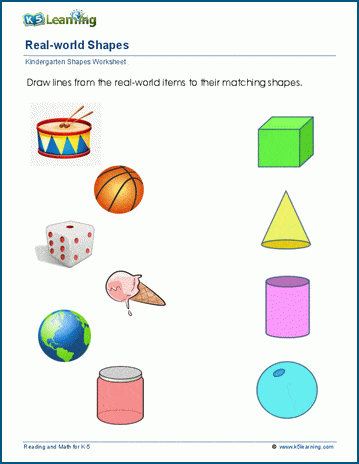 K5 Learning
Real-world Shapes
Kindergarten Shapes Worksheet
Draw lines from the real-world items to their matching shapes.
Reading and Math for K-5
© www.k5learning.com